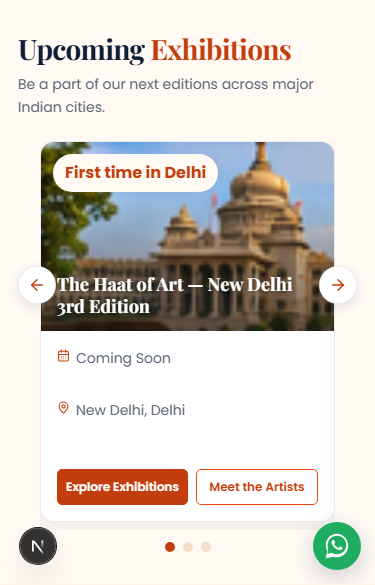 Upcoming Exhibitions
Be a part of our next editions across major
Indian cities.
First time in Delhi
The Haat of Art — New Delhi
3rd Edition
Coming Soon
New Delhi, Delhi
Explore Exhibitions
Meet the Artists
N